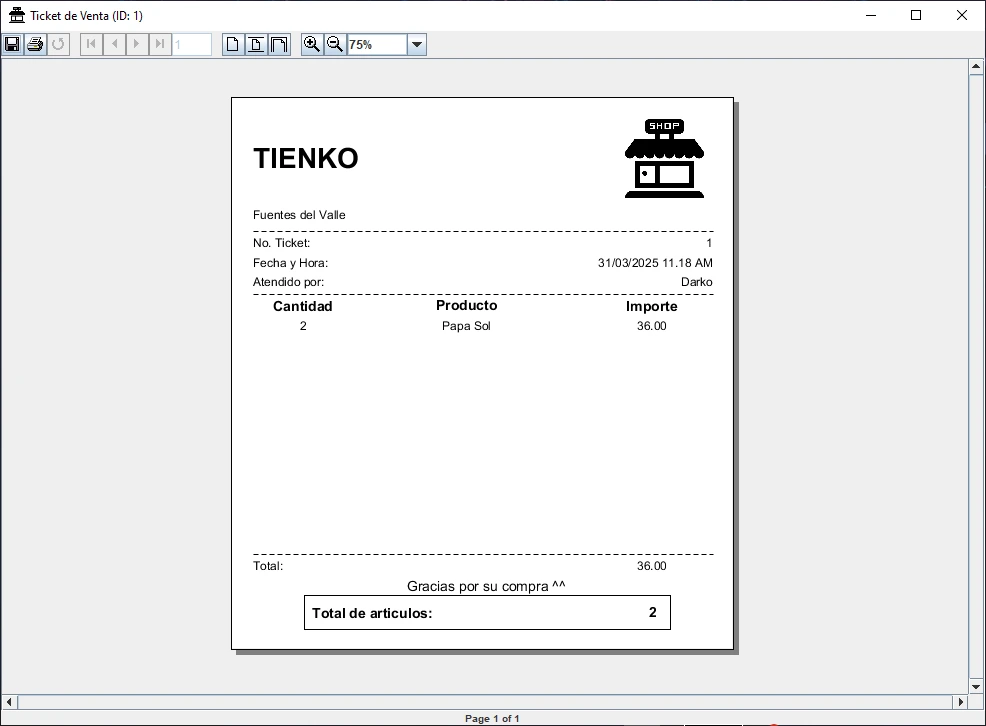 Ticket de Venta (ID: 1)
1
75%
SHOP
TIENKO
Fuentes del Valle
No. Ticket: 1
Fecha y Hora: 31/03/2025 11.18 AM
Atendido por: Darko
Cantidad Producto Importe
2 Papa Sol 36.00
Total: 36.00
Gracias por su compra ^^
Total de articulos: 2
Page 1 of 1